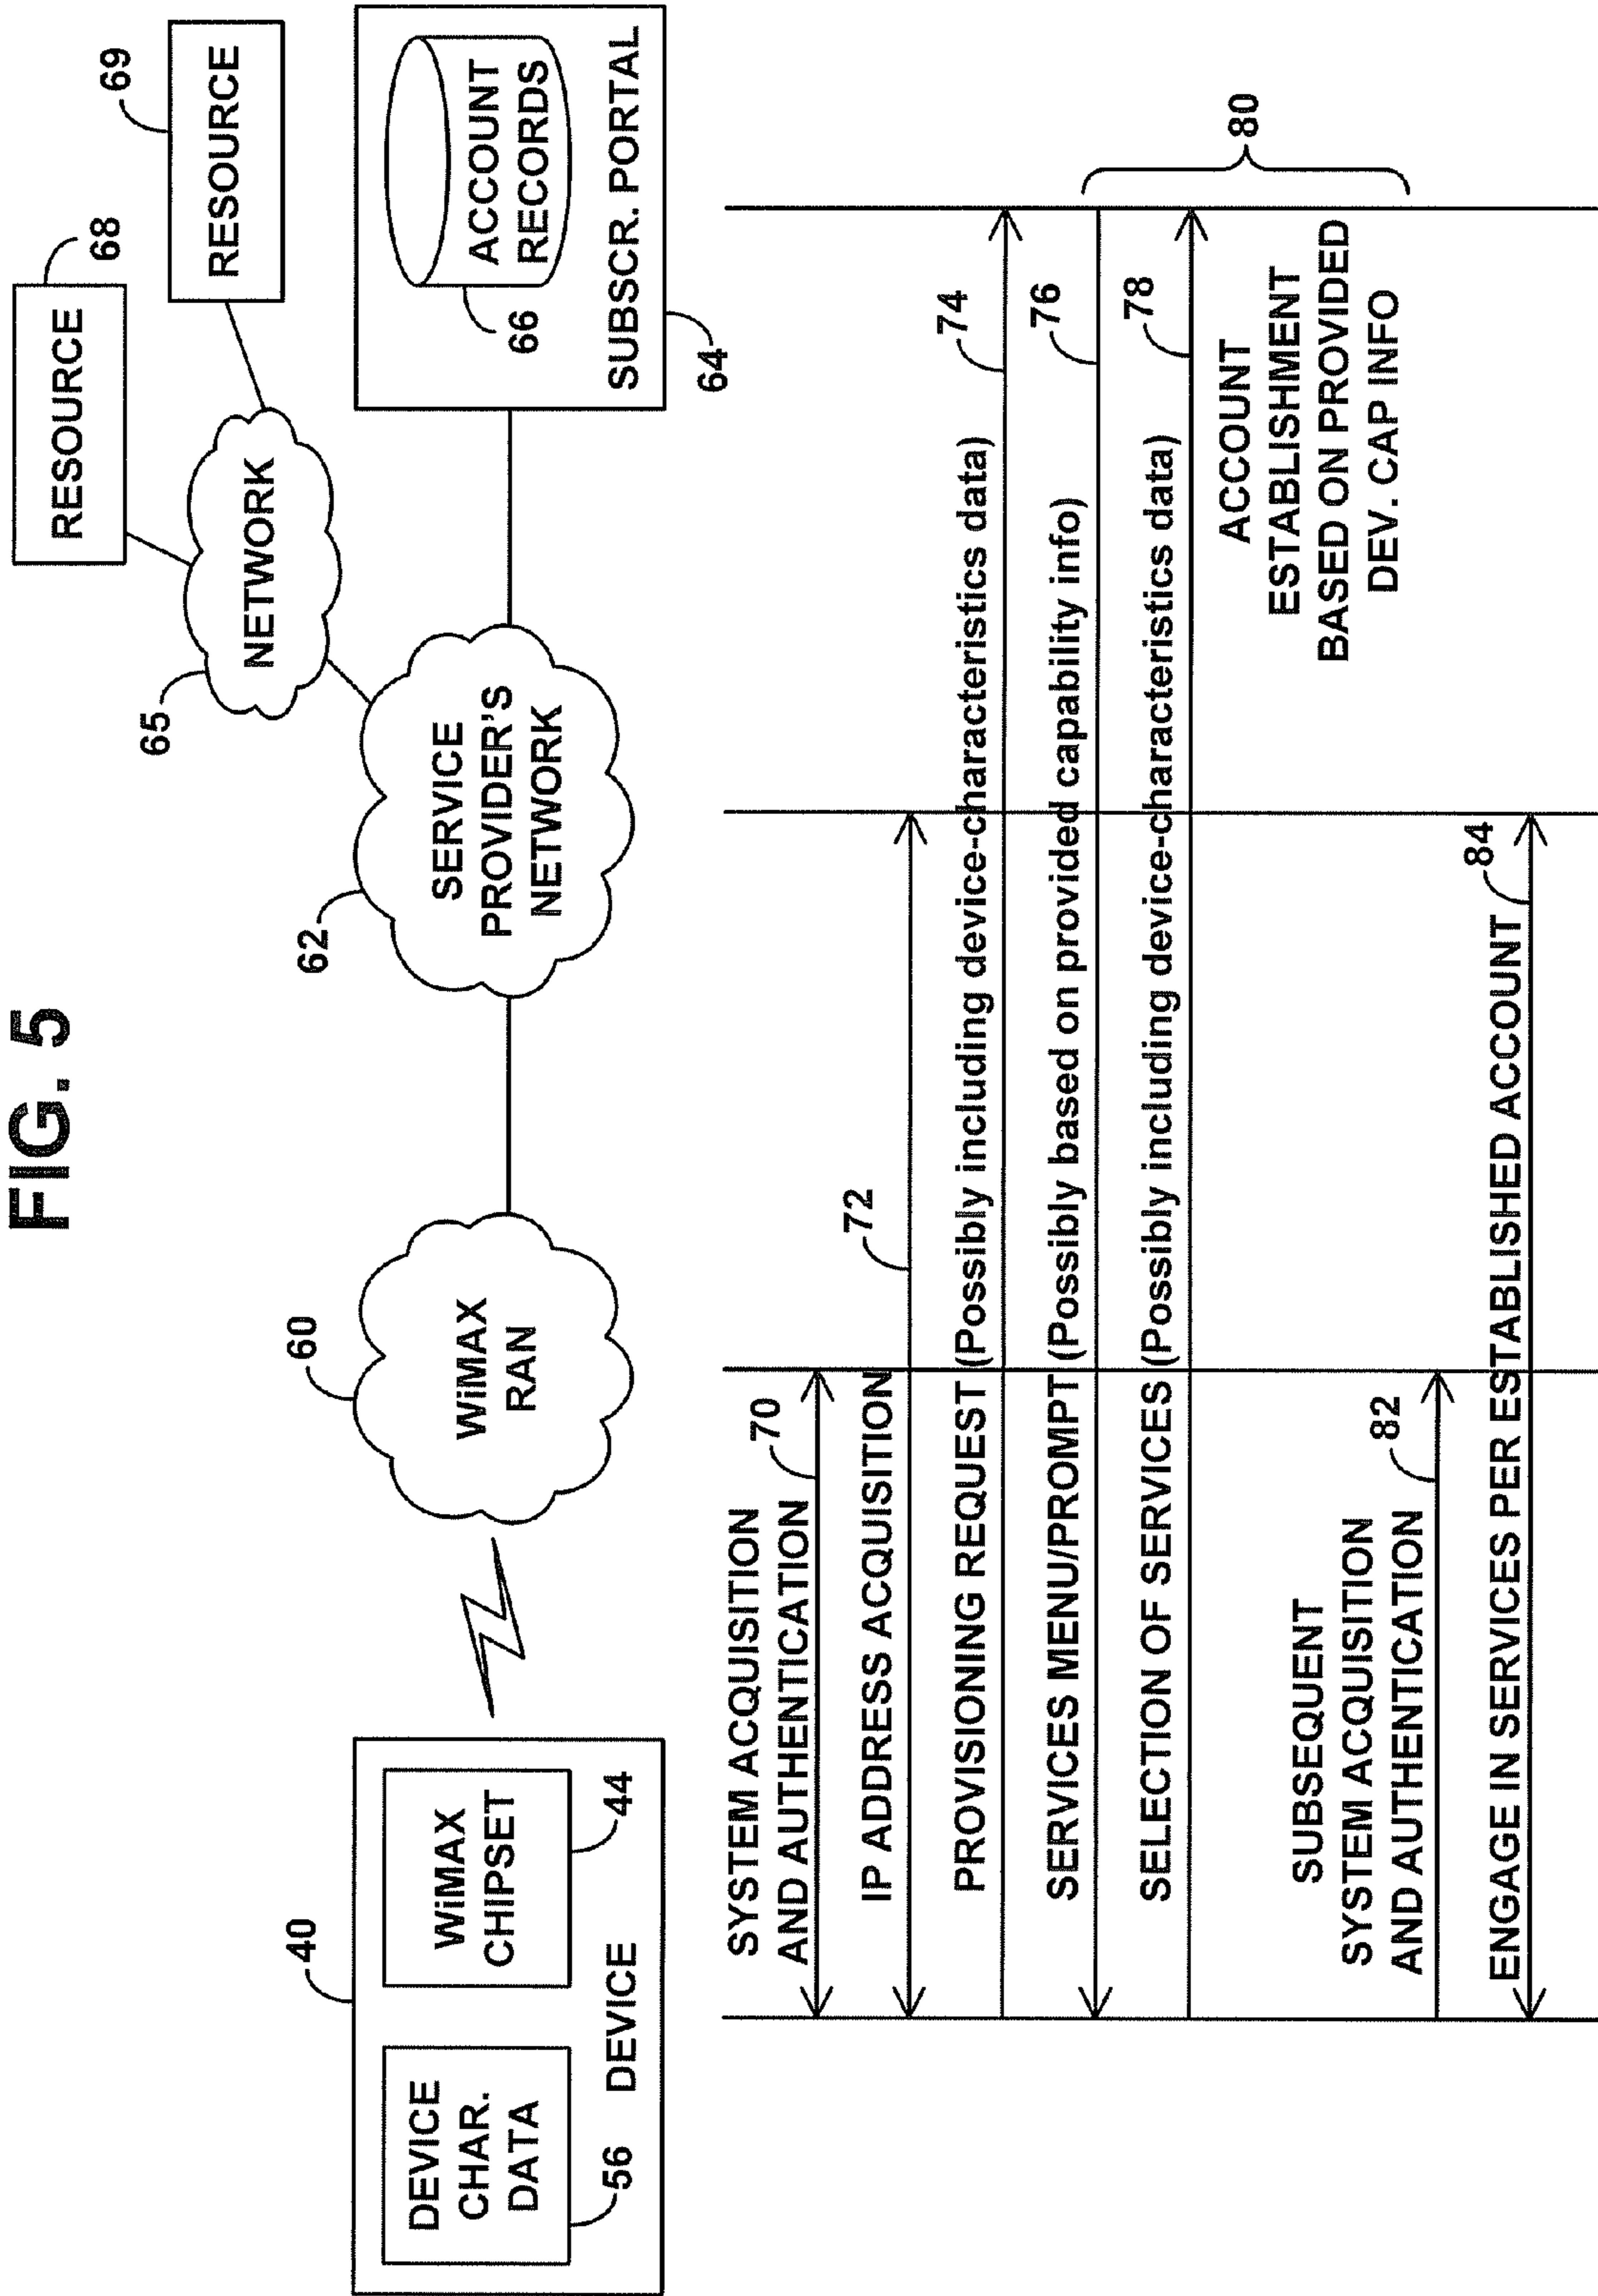 FIG. 5
RESOURCE
68
RESOURCE
69
NETWORK
65
SERVICE
PROVIDER'S
NETWORK
62
WiMAX
RAN
60
ACCOUNT
RECORDS
66
SUBSCR. PORTAL
64
40
DEVICE
CHAR.
DATA
56
WiMAX
CHIPSET
44
DEVICE
SYSTEM ACQUISITION
AND AUTHENTICATION
70
IP ADDRESS ACQUISITION
72
PROVISIONING REQUEST (Possibly including device-characteristics data)
74
SERVICES MENU/PROMPT (Possibly based on provided capability info)
76
SELECTION OF SERVICES (Possibly including device-characteristics data)
78
ACCOUNT
ESTABLISHMENT
BASED ON PROVIDED
DEV. CAP INFO
80
SUBSEQUENT
SYSTEM ACQUISITION
AND AUTHENTICATION
82
ENGAGE IN SERVICES PER ESTABLISHED ACCOUNT
84